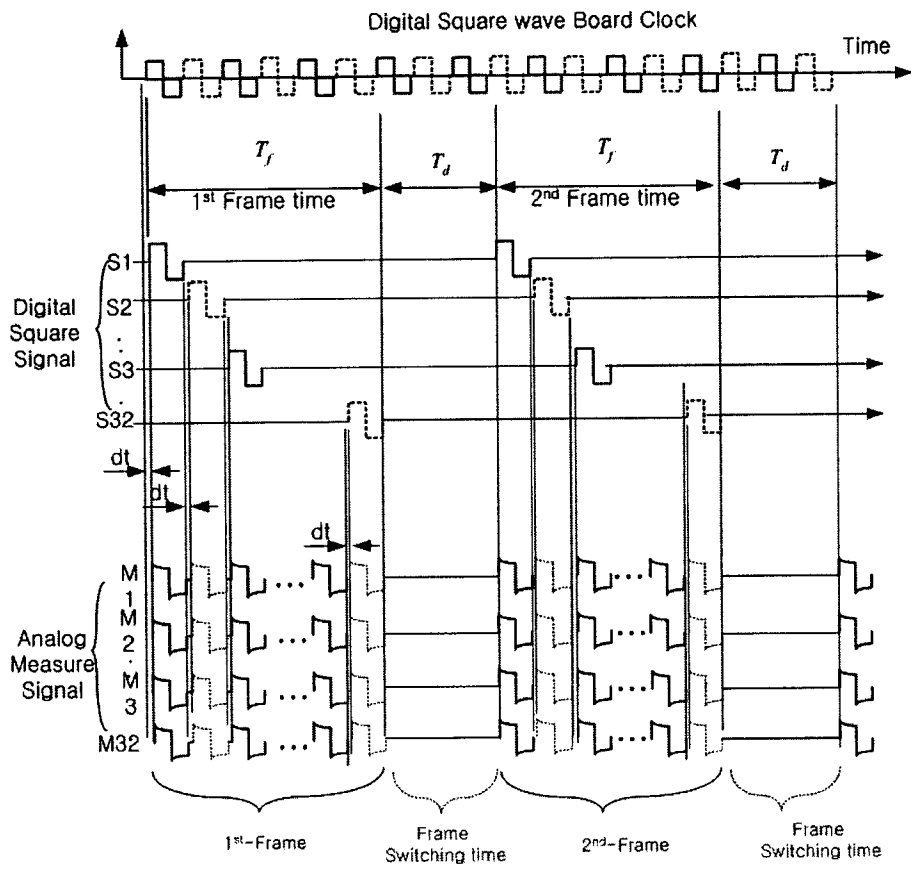 Digital Square wave Board Clock
Time
T_f
T_d
T_f
T_d
1st Frame time
2nd Frame time
S1
S2
.
.
S3
.
S32
Digital
Square
Signal
dt
dt
dt
M
1
M
2
.
M
3
M32
Analog
Measure
Signal
1st-Frame
Frame
Switching time
2nd-Frame
Frame
Switching time